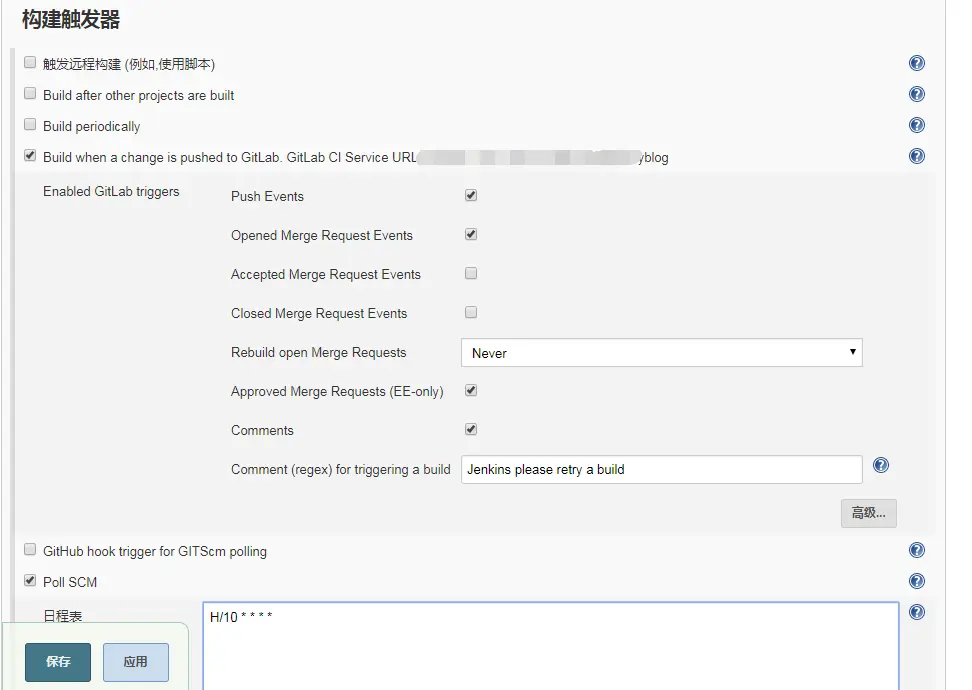 构建触发器
触发远程构建 (例如,使用脚本)
Build after other projects are built
Build periodically
Build when a change is pushed to GitLab. GitLab CI Service URL yblog
Enabled GitLab triggers
Push Events
Opened Merge Request Events
Accepted Merge Request Events
Closed Merge Request Events
Rebuild open Merge Requests Never
Approved Merge Requests (EE-only)
Comments
Comment (regex) for triggering a build Jenkins please retry a build
高级...
GitHub hook trigger for GITScm polling
Poll SCM
日程表 H/10 * * * *
保存 应用